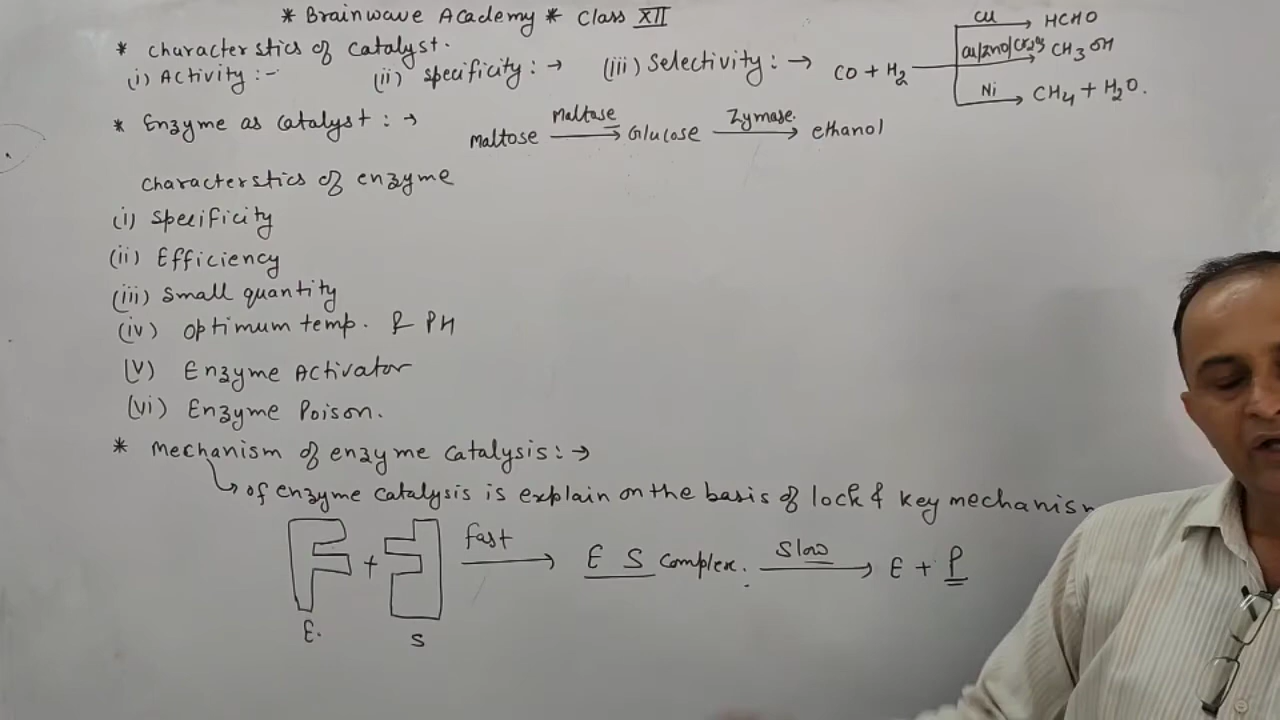 * Brainwave Academy * Class XII
* characterstics of catalyst.
(i) Activity :- (ii) specificity : → (iii) Selectivity : → CO + H2
Cu → HCHO
Cu/ZnO/Cr2O3 → CH3OH
Ni → CH4 + H2O.
* Enzyme as catalyst : →
maltose Maltase → Glucose Zymase. → ethanol
characterstics of enzyme
(i) specificity
(ii) Efficiency
(iii) small quantity
(iv) optimum temp. & PH
(v) Enzyme Activator
(vi) Enzyme Poison.
* mechanism of enzyme catalysis : →
of enzyme catalysis is explain on the basis of lock & key mechanism
+ fast → E S complex. slow → E + P
E. S